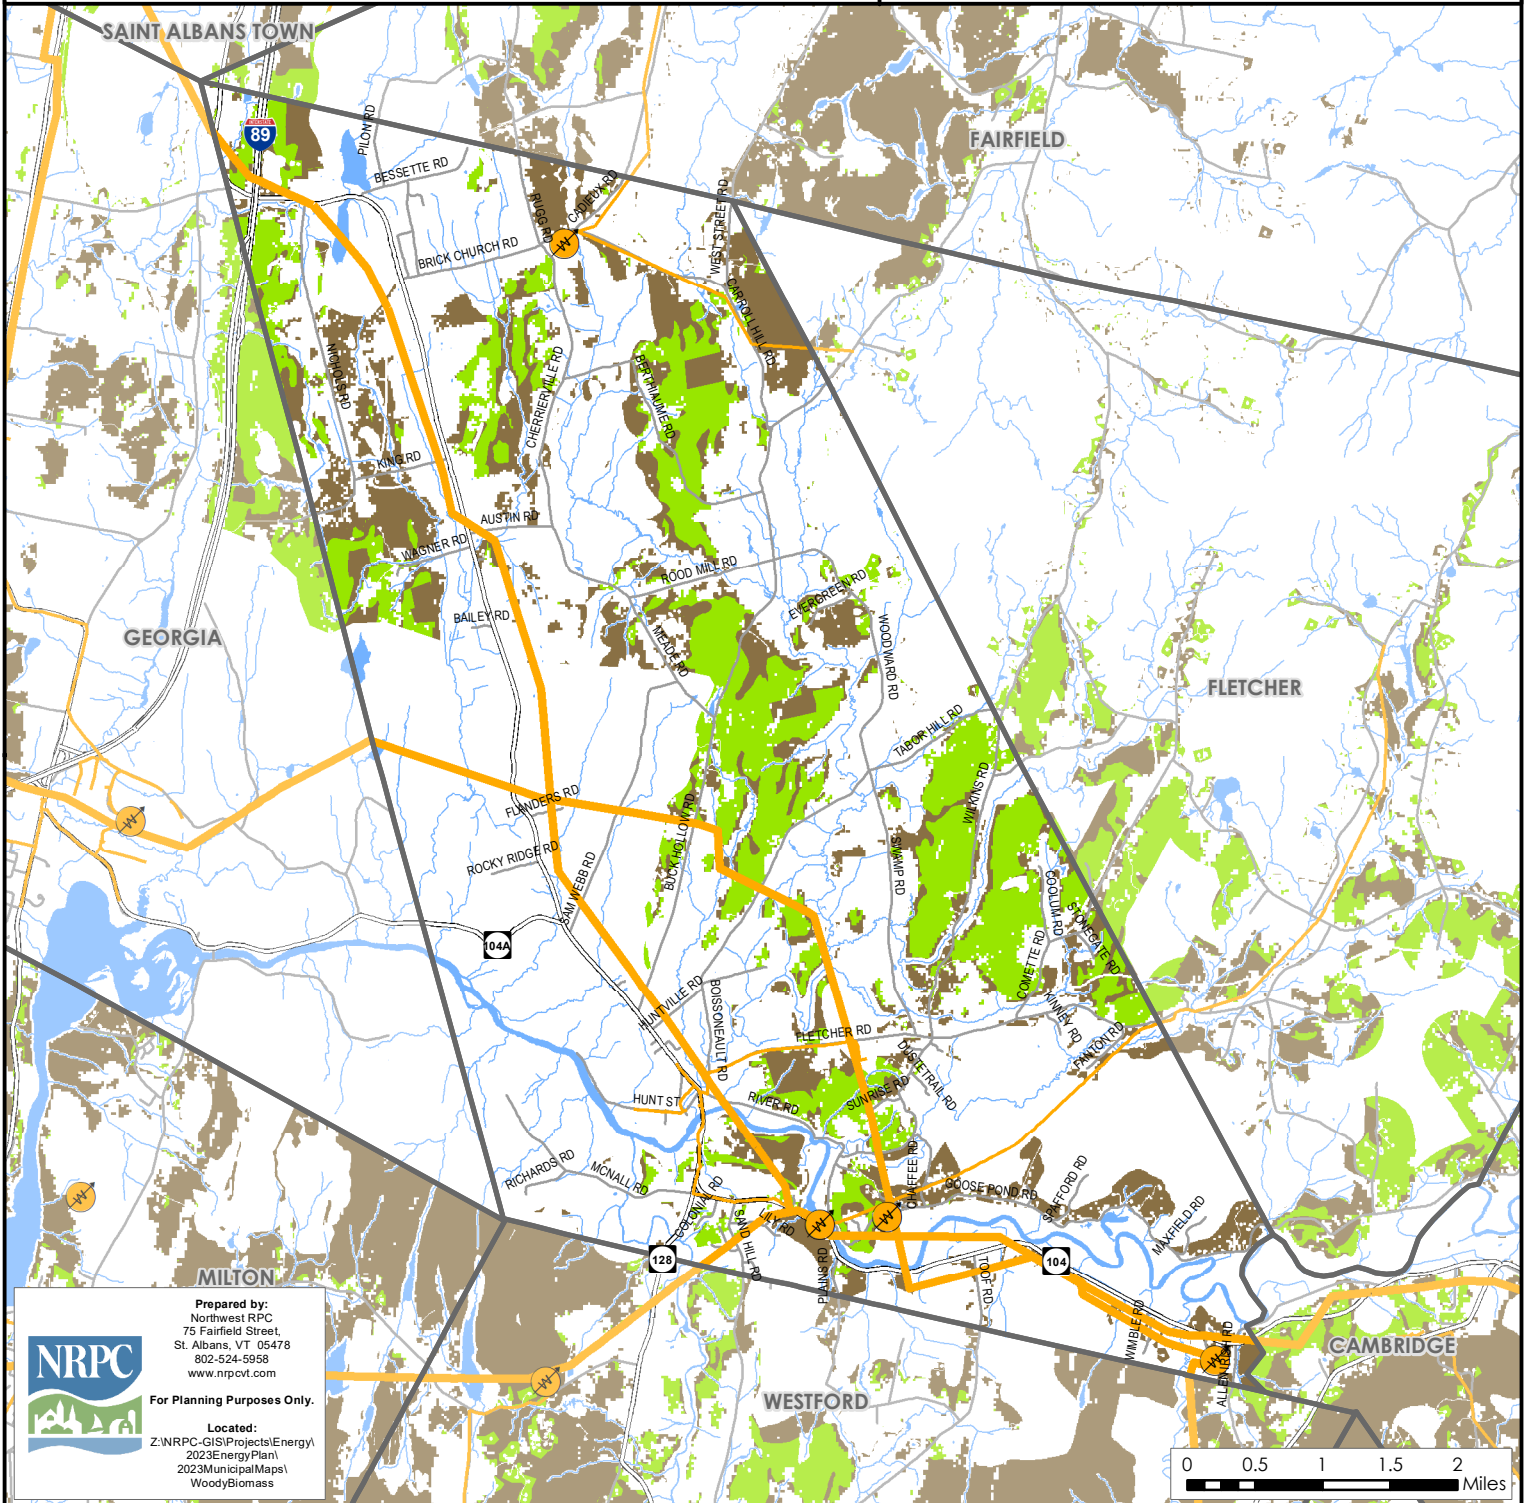 SAINT ALBANS TOWN
89
PILON RD
BESSETTE RD
FAIRFIELD
RUGG RD
CADIEUX RD
WEST STREET RD
BRICK CHURCH RD
CARROLL HILL RD
NICHOLS RD
CHERRIERVILLE RD
BERTHIAUME RD
KING RD
AUSTIN RD
WAGNER RD
ROOD MILL RD
EVERGREEN RD
BAILEY RD
GEORGIA
MEADE RD
WOODWARD RD
FLETCHER
TABOR HILL RD
WILKINS RD
FLANDERS RD
BUCK HOLLOW RD
ROCKY RIDGE RD
SAM WEBB RD
SWAMP RD
COOLUM RD
STONEGATE RD
104A
COMETTE RD
KINNEY RD
HUNTVILLE RD
BOISSONEAULT RD
FLETCHER RD
FANTON RD
DUSTETRAIL RD
SUNRISE RD
HUNT ST
RIVER RD
RICHARDS RD
MCNALL RD
COLONIAL RD
SAND HILL RD
LILY RD
CHAFFEE RD
GOOSE POND RD
SPAFFORD RD
MAXFIELD RD
PLAINS RD
TOOF RD
128
104
WIMBLE RD
ALLEN IRISH RD
W
W
W
W
W
W
W
MILTON
WESTFORD
CAMBRIDGE
NRPC
Prepared by:
Northwest RPC
75 Fairfield Street,
St. Albans, VT 05478
802-524-5958
www.nrpcvt.com
For Planning Purposes Only.
Located:
Z:\NRPC-GIS\Projects\Energy\
2023EnergyPlan\
2023MunicipalMaps\
WoodyBiomass
0 0.5 1 1.5 2
Miles